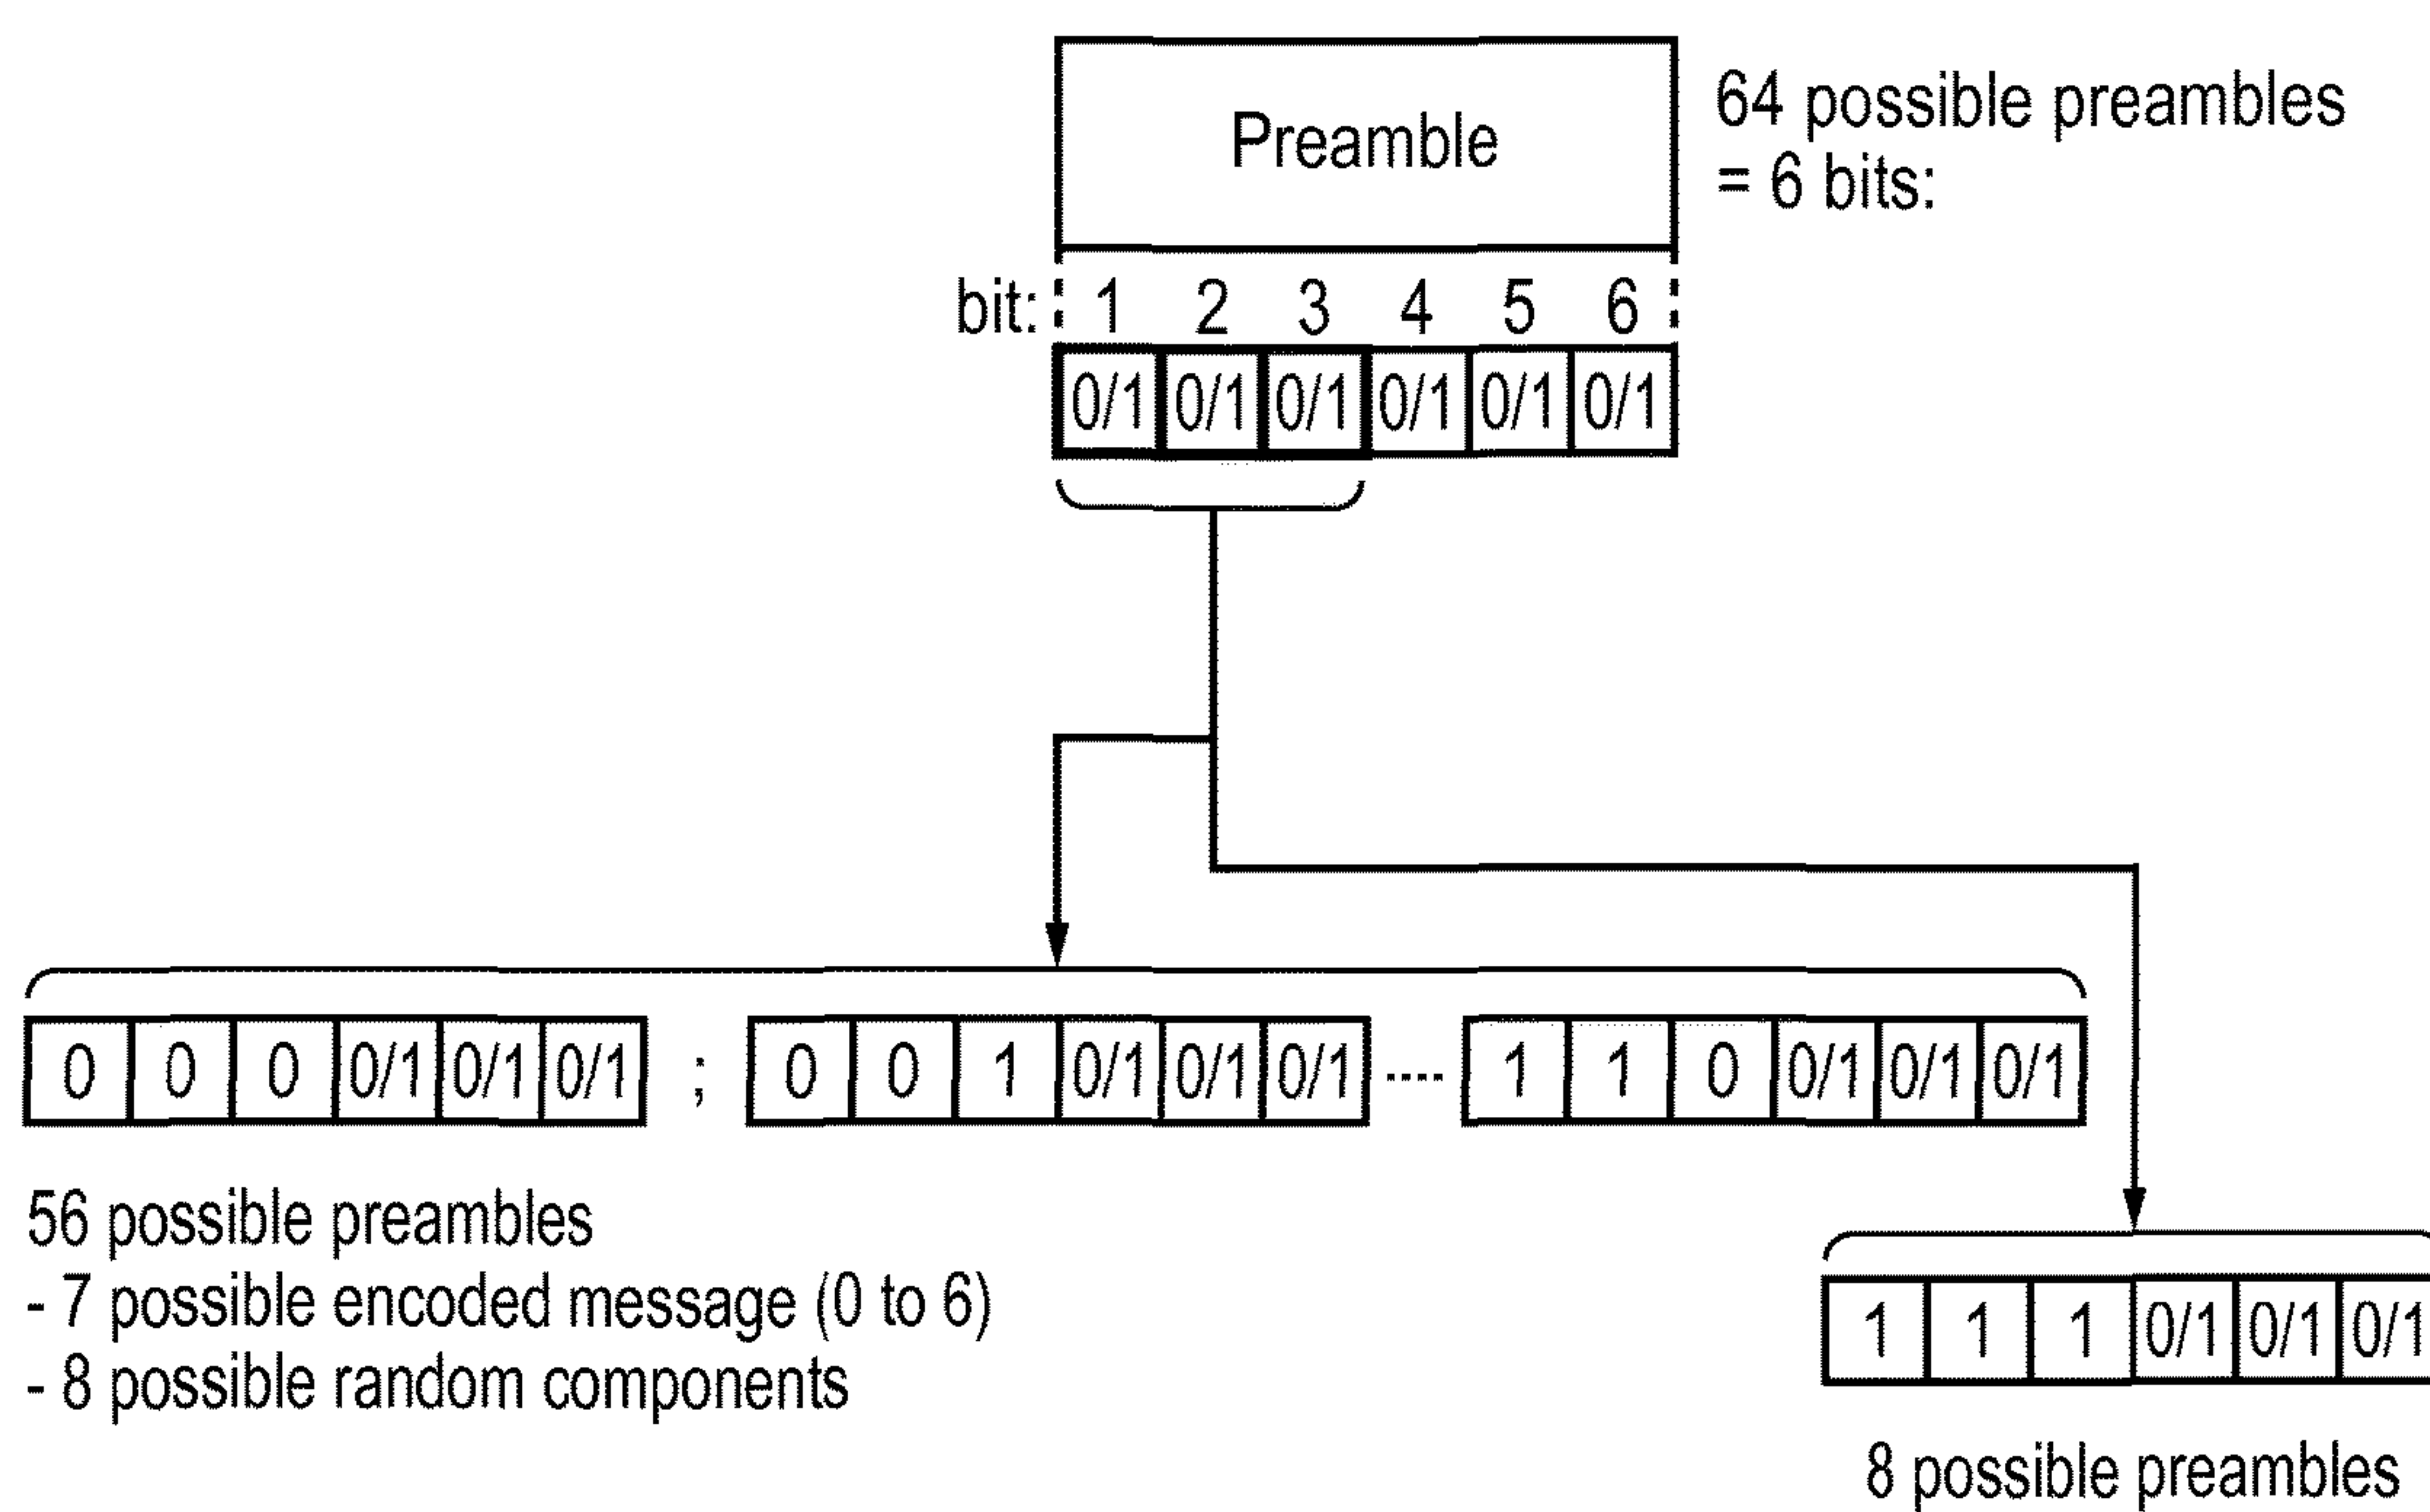 Preamble
64 possible preambles
= 6 bits:
bit: 1 2 3 4 5 6
0/1 0/1 0/1 0/1 0/1 0/1
0 0 0 0/1 0/1 0/1 ; 0 0 1 0/1 0/1 0/1 ---- 1 1 0 0/1 0/1 0/1
56 possible preambles
- 7 possible encoded message (0 to 6)
- 8 possible random components
1 1 1 0/1 0/1 0/1
8 possible preambles